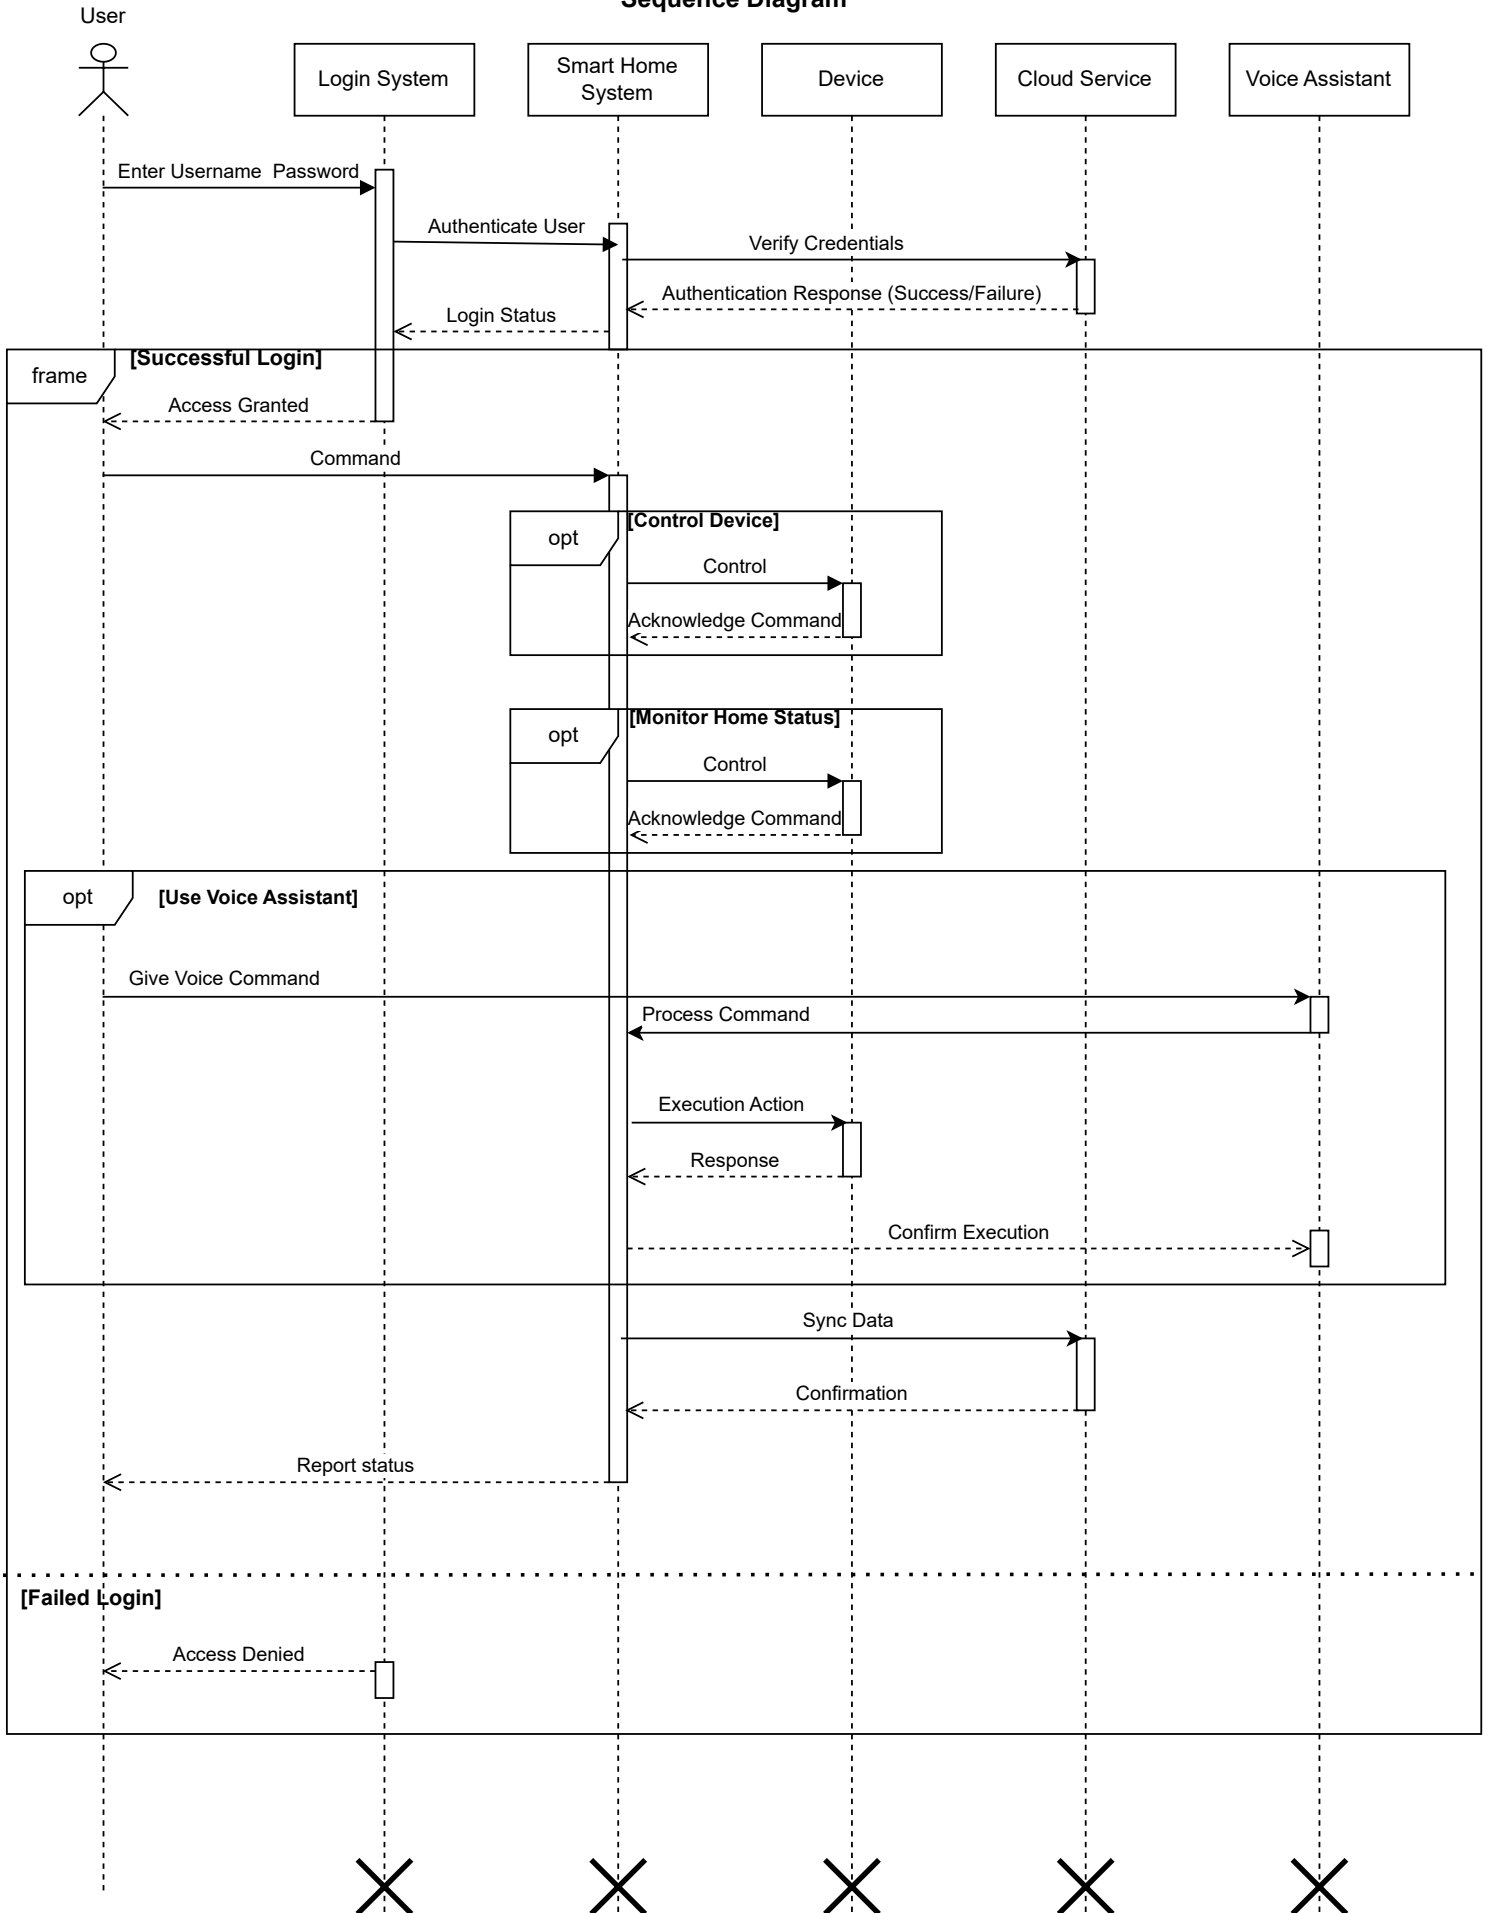 Sequence Diagram
User
Login System
Smart Home
System
Device
Cloud Service
Voice Assistant
Enter Username  Password
Authenticate User
Verify Credentials
Authentication Response (Success/Failure)
Login Status
frame
[Successful Login]
Access Granted
Command
opt
[Control Device]
Control
Acknowledge Command
opt
[Monitor Home Status]
Control
Acknowledge Command
opt
[Use Voice Assistant]
Give Voice Command
Process Command
Execution Action
Response
Confirm Execution
Sync Data
Confirmation
Report status
[Failed Login]
Access Denied